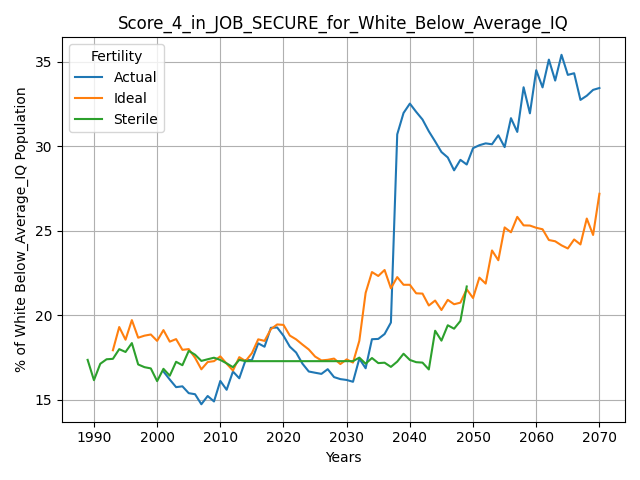 Score_4_in_JOB_SECURE_for_White_Below_Average_IQ
Fertility
Actual
Ideal
Sterile
% of White Below_Average_IQ Population
35
30
25
20
15
1990
2000
2010
2020
2030
2040
2050
2060
2070
Years